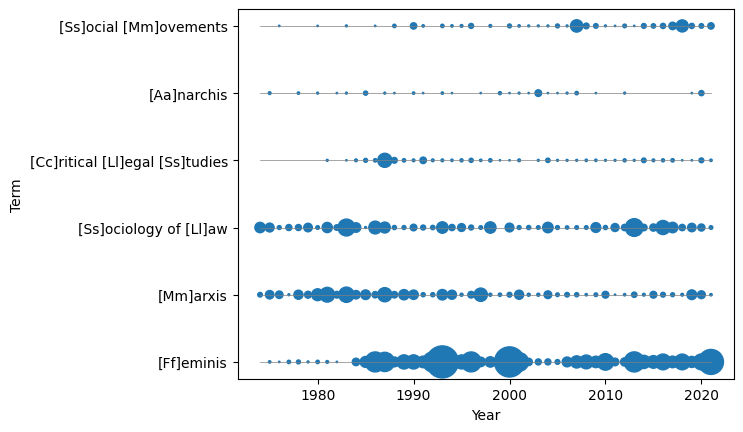 [Ss]ocial [Mm]ovements
[Aa]narchis
[Cc]ritical [Ll]egal [Ss]tudies
[Ss]ociology of [Ll]aw
[Mm]arxis
[Ff]eminis
Term
1980 1990 2000 2010 2020
Year